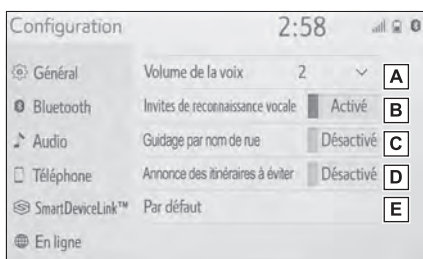 Configuration 2:58
Général Volume de la voix 2 A
Bluetooth Invites de reconnaissance vocale Activé B
Audio Guidage par nom de rue Désactivé C
Téléphone Annonce des itinéraires à éviter Désactivé D
SmartDeviceLink™ Par défaut E
En ligne